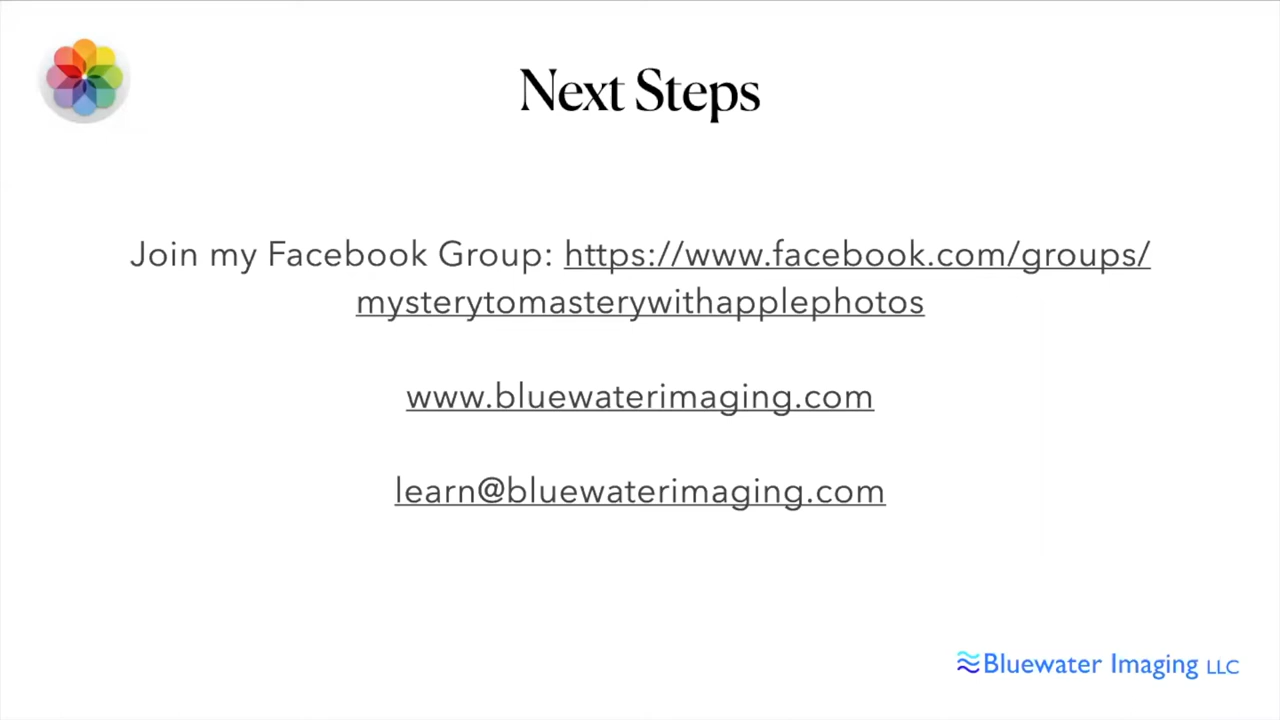 Next Steps
Join my Facebook Group: https://www.facebook.com/groups/
mysterytomasterywithapplephotos
www.bluewaterimaging.com
learn@bluewaterimaging.com
Bluewater Imaging LLC